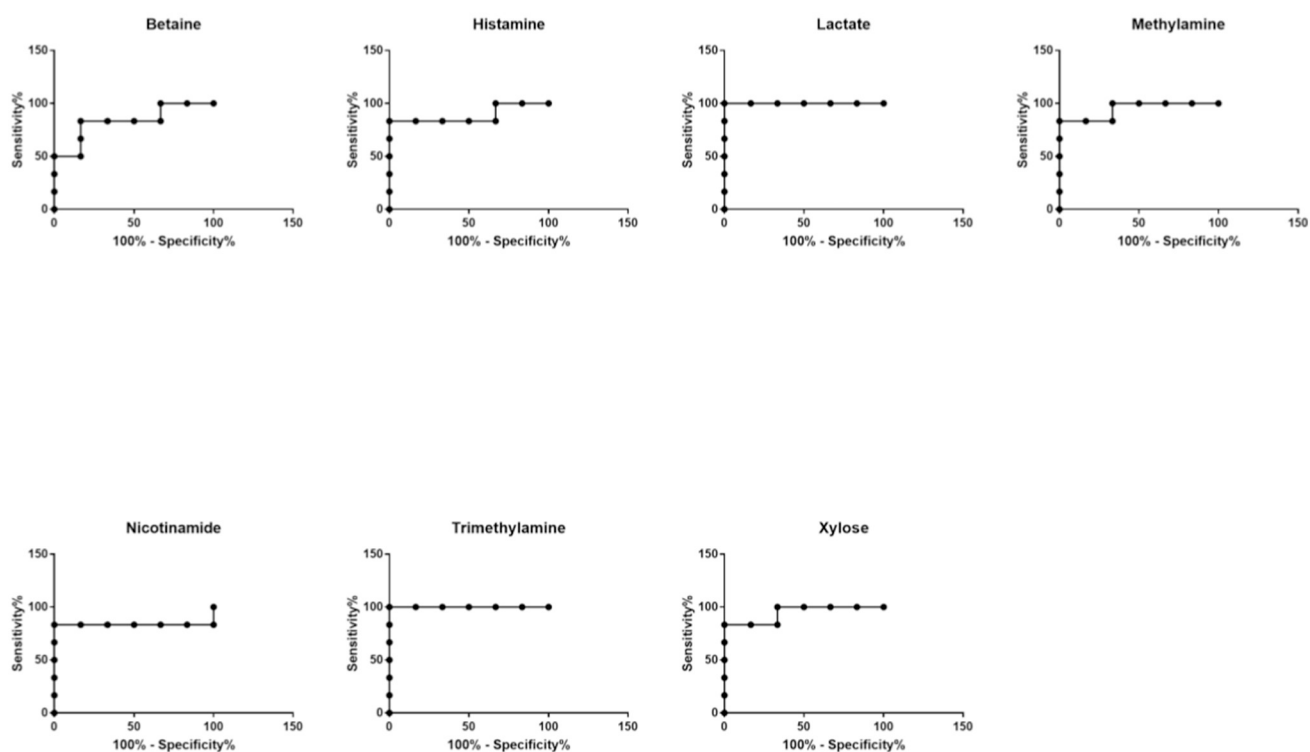 Betaine
150
100
50
0
Sensitivity%
0 50 100 150
100% - Specificity%
Histamine
150
100
50
0
Sensitivity%
0 50 100 150
100% - Specificity%
Lactate
150
100
50
0
Sensitivity%
0 50 100 150
100% - Specificity%
Methylamine
150
100
50
0
Sensitivity%
0 50 100 150
100% - Specificity%
Nicotinamide
150
100
50
0
Sensitivity%
0 50 100 150
100% - Specificity%
Trimethylamine
150
100
50
0
Sensitivity%
0 50 100 150
100% - Specificity%
Xylose
150
100
50
0
Sensitivity%
0 50 100 150
100% - Specificity%